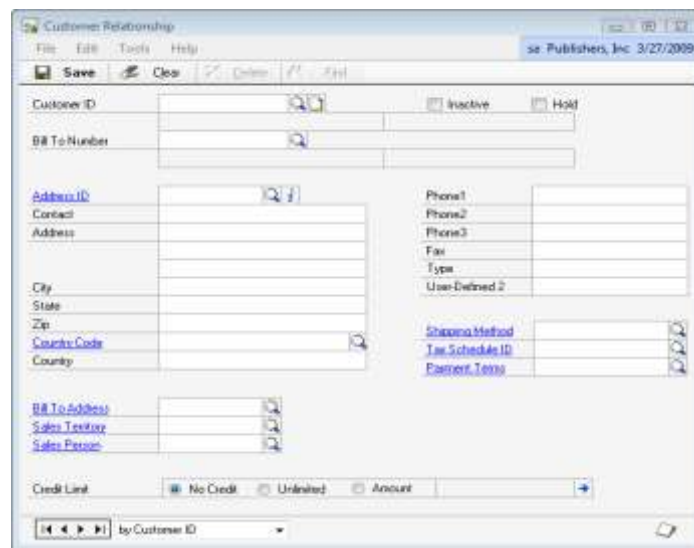 Customer Relationship
File Edit Tools Help
sa Publishers, Inc 3/27/2009
Save Clear Delete Find
Customer ID Inactive Hold
Bill To Number
Address ID Phone1
Contact Phone2
Address Phone3
Fax
Type
City User-Defined 2
State
Zip Shipping Method
Country Code Tax Schedule ID
Country Payment Terms
Bill To Address
Sales Territory
Sales Person
Credit Limit No Credit Unlimited Amount
by Customer ID